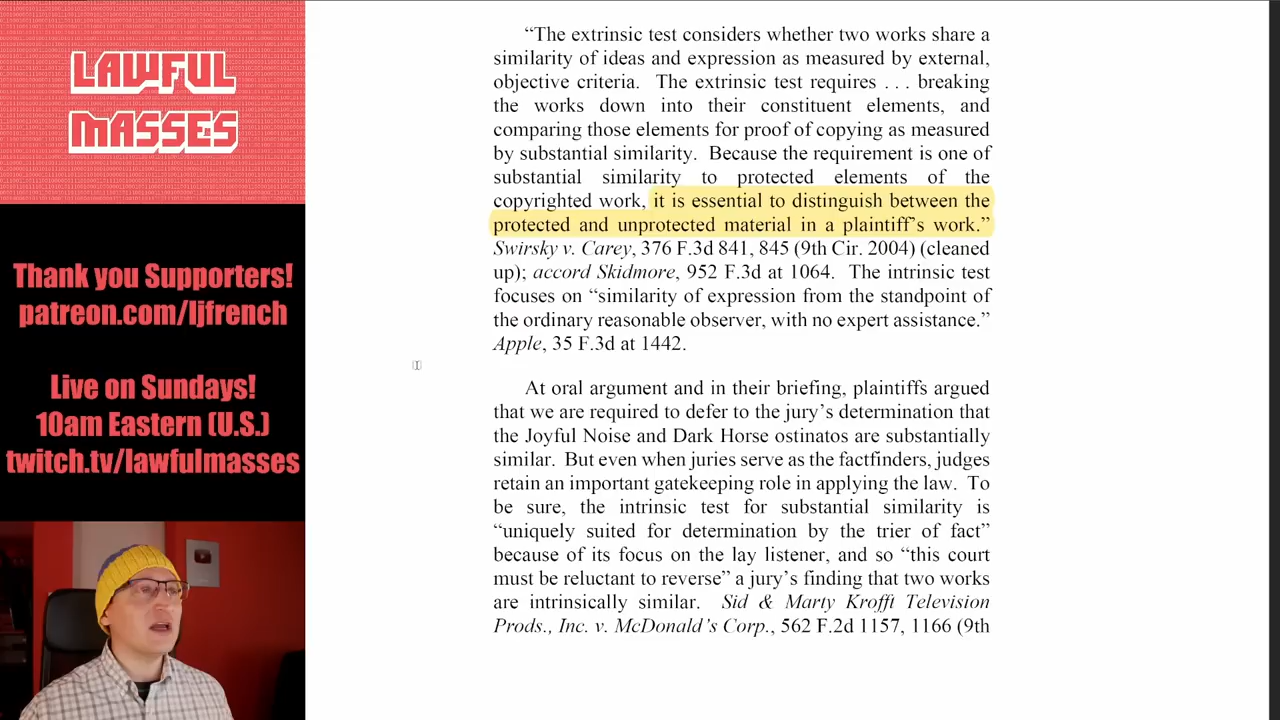 LAWFUL
MASSES
Thank you Supporters!
patreon.com/ljfrench
Live on Sundays!
10am Eastern (U.S.)
twitch.tv/lawfulmasses
“The extrinsic test considers whether two works share a
similarity of ideas and expression as measured by external,
objective criteria. The extrinsic test requires . . . breaking
the works down into their constituent elements, and
comparing those elements for proof of copying as measured
by substantial similarity. Because the requirement is one of
substantial similarity to protected elements of the
copyrighted work, it is essential to distinguish between the
protected and unprotected material in a plaintiff’s work.”
Swirsky v. Carey, 376 F.3d 841, 845 (9th Cir. 2004) (cleaned
up); accord Skidmore, 952 F.3d at 1064. The intrinsic test
focuses on “similarity of expression from the standpoint of
the ordinary reasonable observer, with no expert assistance.”
Apple, 35 F.3d at 1442.
At oral argument and in their briefing, plaintiffs argued
that we are required to defer to the jury’s determination that
the Joyful Noise and Dark Horse ostinatos are substantially
similar. But even when juries serve as the factfinders, judges
retain an important gatekeeping role in applying the law. To
be sure, the intrinsic test for substantial similarity is
“uniquely suited for determination by the trier of fact”
because of its focus on the lay listener, and so “this court
must be reluctant to reverse” a jury’s finding that two works
are intrinsically similar. Sid & Marty Krofft Television
Prods., Inc. v. McDonald’s Corp., 562 F.2d 1157, 1166 (9th